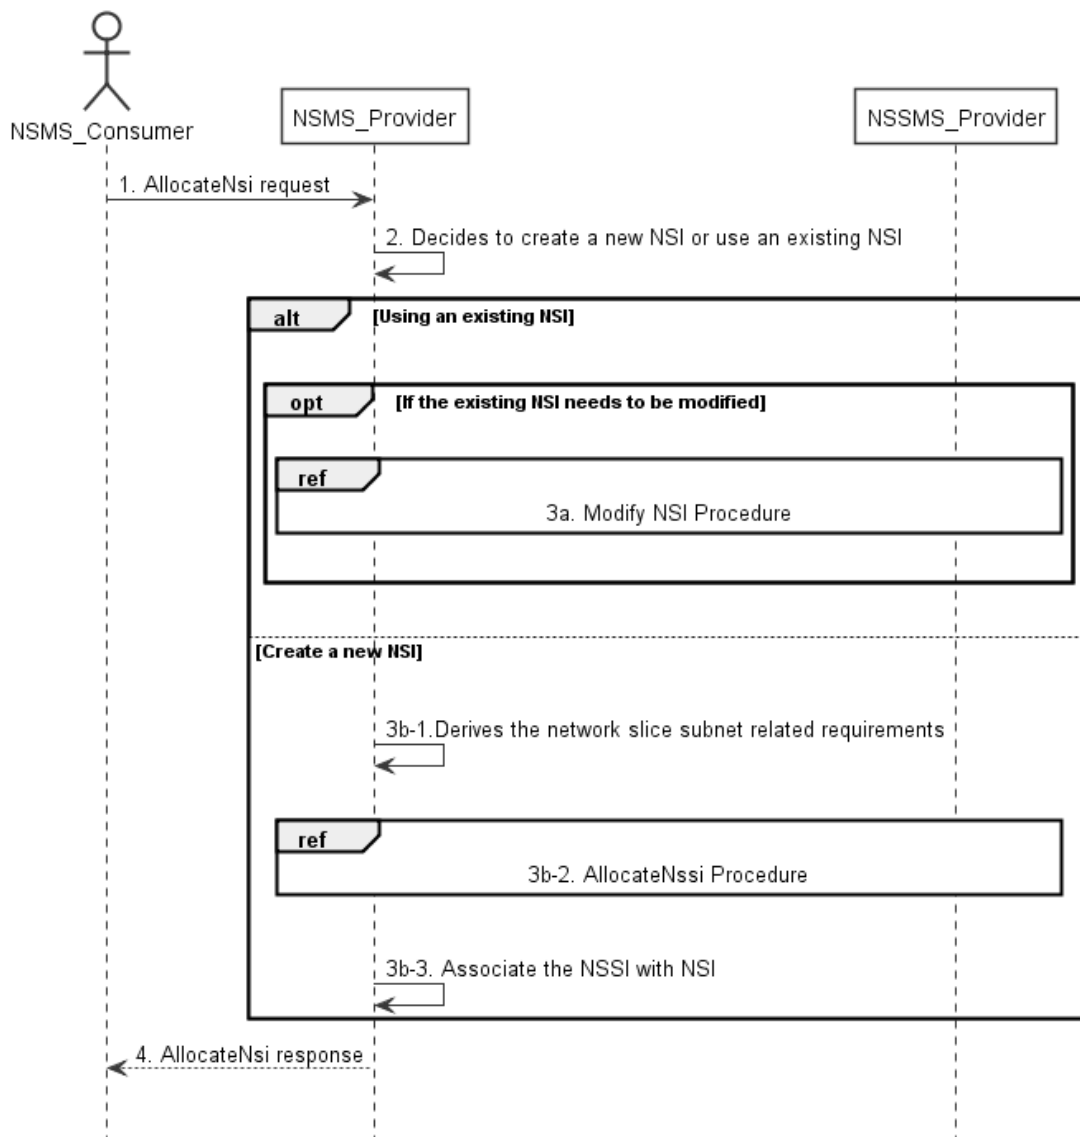 NSMS_Consumer
NSMS_Provider
NSSMS_Provider
1. AllocateNsi request
2. Decides to create a new NSI or use an existing NSI
alt
[Using an existing NSI]
opt
[If the existing NSI needs to be modified]
ref
3a. Modify NSI Procedure
[Create a new NSI]
3b-1.Derives the network slice subnet related requirements
ref
3b-2. AllocateNssi Procedure
3b-3. Associate the NSSI with NSI
4. AllocateNsi response